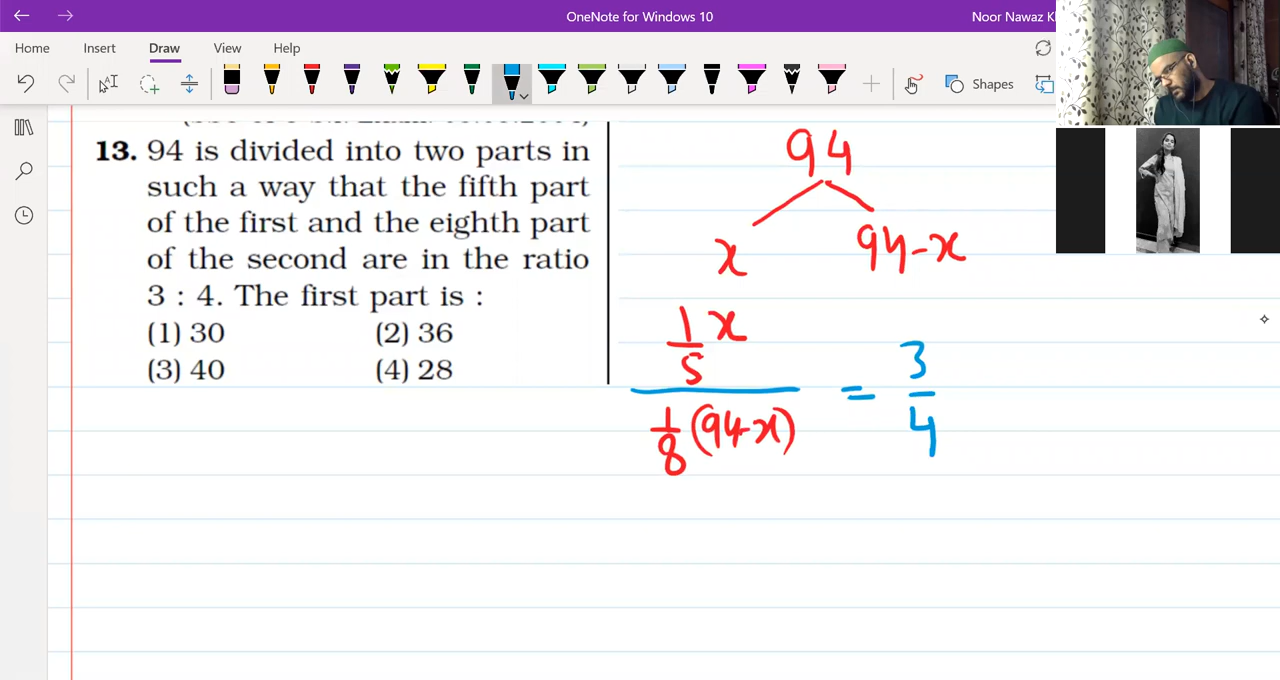 OneNote for Windows 10
Noor Nawaz
Home Insert Draw View Help
Shapes
13. 94 is divided into two parts in
such a way that the fifth part
of the first and the eighth part
of the second are in the ratio
3 : 4. The first part is :
(1) 30 (2) 36
(3) 40 (4) 28
94
x 94-x
1/5 x
1/8 (94-x)
= 3/4